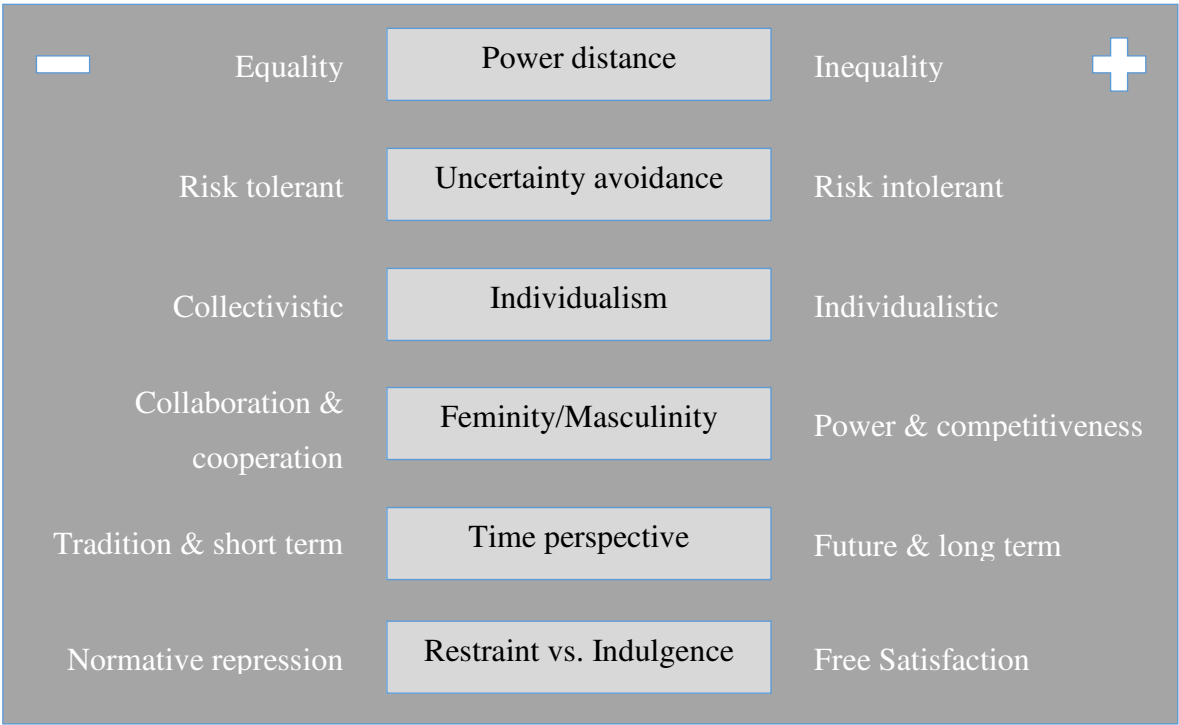 Equality Power distance Inequality
Risk tolerant Uncertainty avoidance Risk intolerant
Collectivistic Individualism Individualistic
Collaboration &
cooperation Feminity/Masculinity Power & competitiveness
Tradition & short term Time perspective Future & long term
Normative repression Restraint vs. Indulgence Free Satisfaction